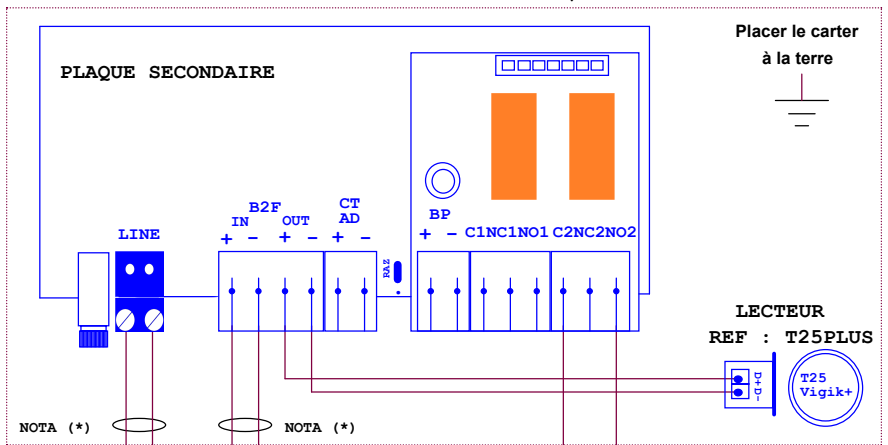 Placer le carter
à la terre
PLAQUE SECONDAIRE
B2F
IN OUT
+ - + -
CT
AD
+ -
BP
+ -
C1NC1NO1 C2NC2NO2
LINE
RAZ
LECTEUR
REF : T25PLUS
D+D-
T25
Vigik+
NOTA (*)
NOTA (*)